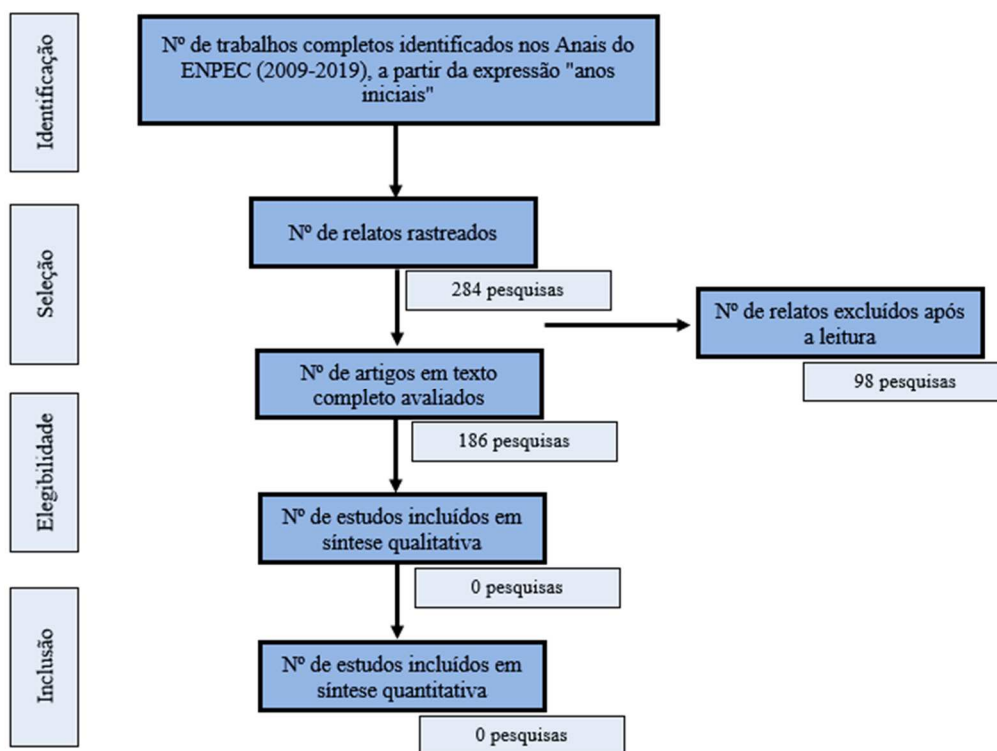 Identificação
Nº de trabalhos completos identificados nos Anais do
ENPEC (2009-2019), a partir da expressão "anos
iniciais"
Seleção
Nº de relatos rastreados
284 pesquisas
Nº de relatos excluídos após
a leitura
98 pesquisas
Nº de artigos em texto
completo avaliados
186 pesquisas
Elegibilidade
Nº de estudos incluídos em
síntese qualitativa
0 pesquisas
Inclusão
Nº de estudos incluídos em
síntese quantitativa
0 pesquisas